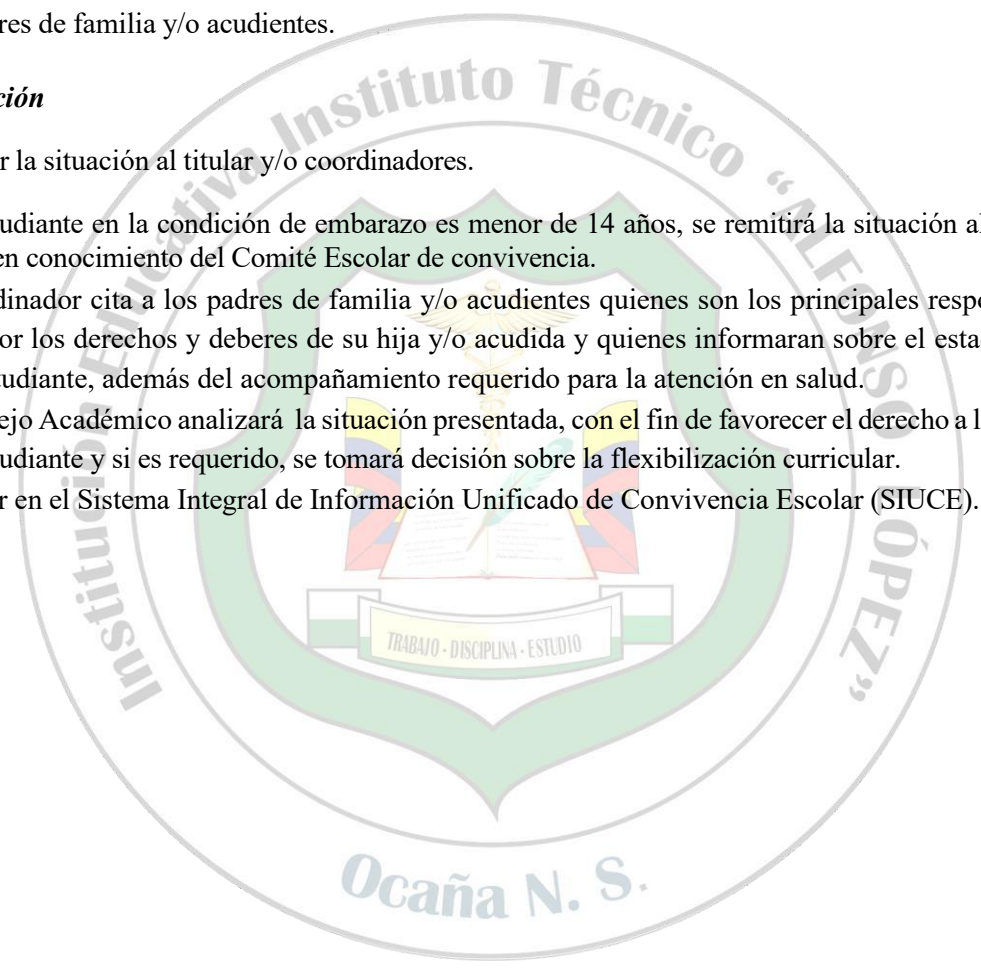 res de familia y/o acudientes.
ción
r la situación al titular y/o coordinadores.
udiante en la condición de embarazo es menor de 14 años, se remitirá la situación al
en conocimiento del Comité Escolar de convivencia.
dinador cita a los padres de familia y/o acudientes quienes son los principales respo
or los derechos y deberes de su hija y/o acudida y quienes informaran sobre el esta
tudiante, además del acompañamiento requerido para la atención en salud.
ejo Académico analizará la situación presentada, con el fin de favorecer el derecho a l
udiante y si es requerido, se tomará decisión sobre la flexibilización curricular.
r en el Sistema Integral de Información Unificado de Convivencia Escolar (SIUCE).
Institución Educativa Instituto Técnico "ALFONSO LÓPEZ"
TRABAJO - DISCIPLINA - ESTUDIO
Ocaña N. S.